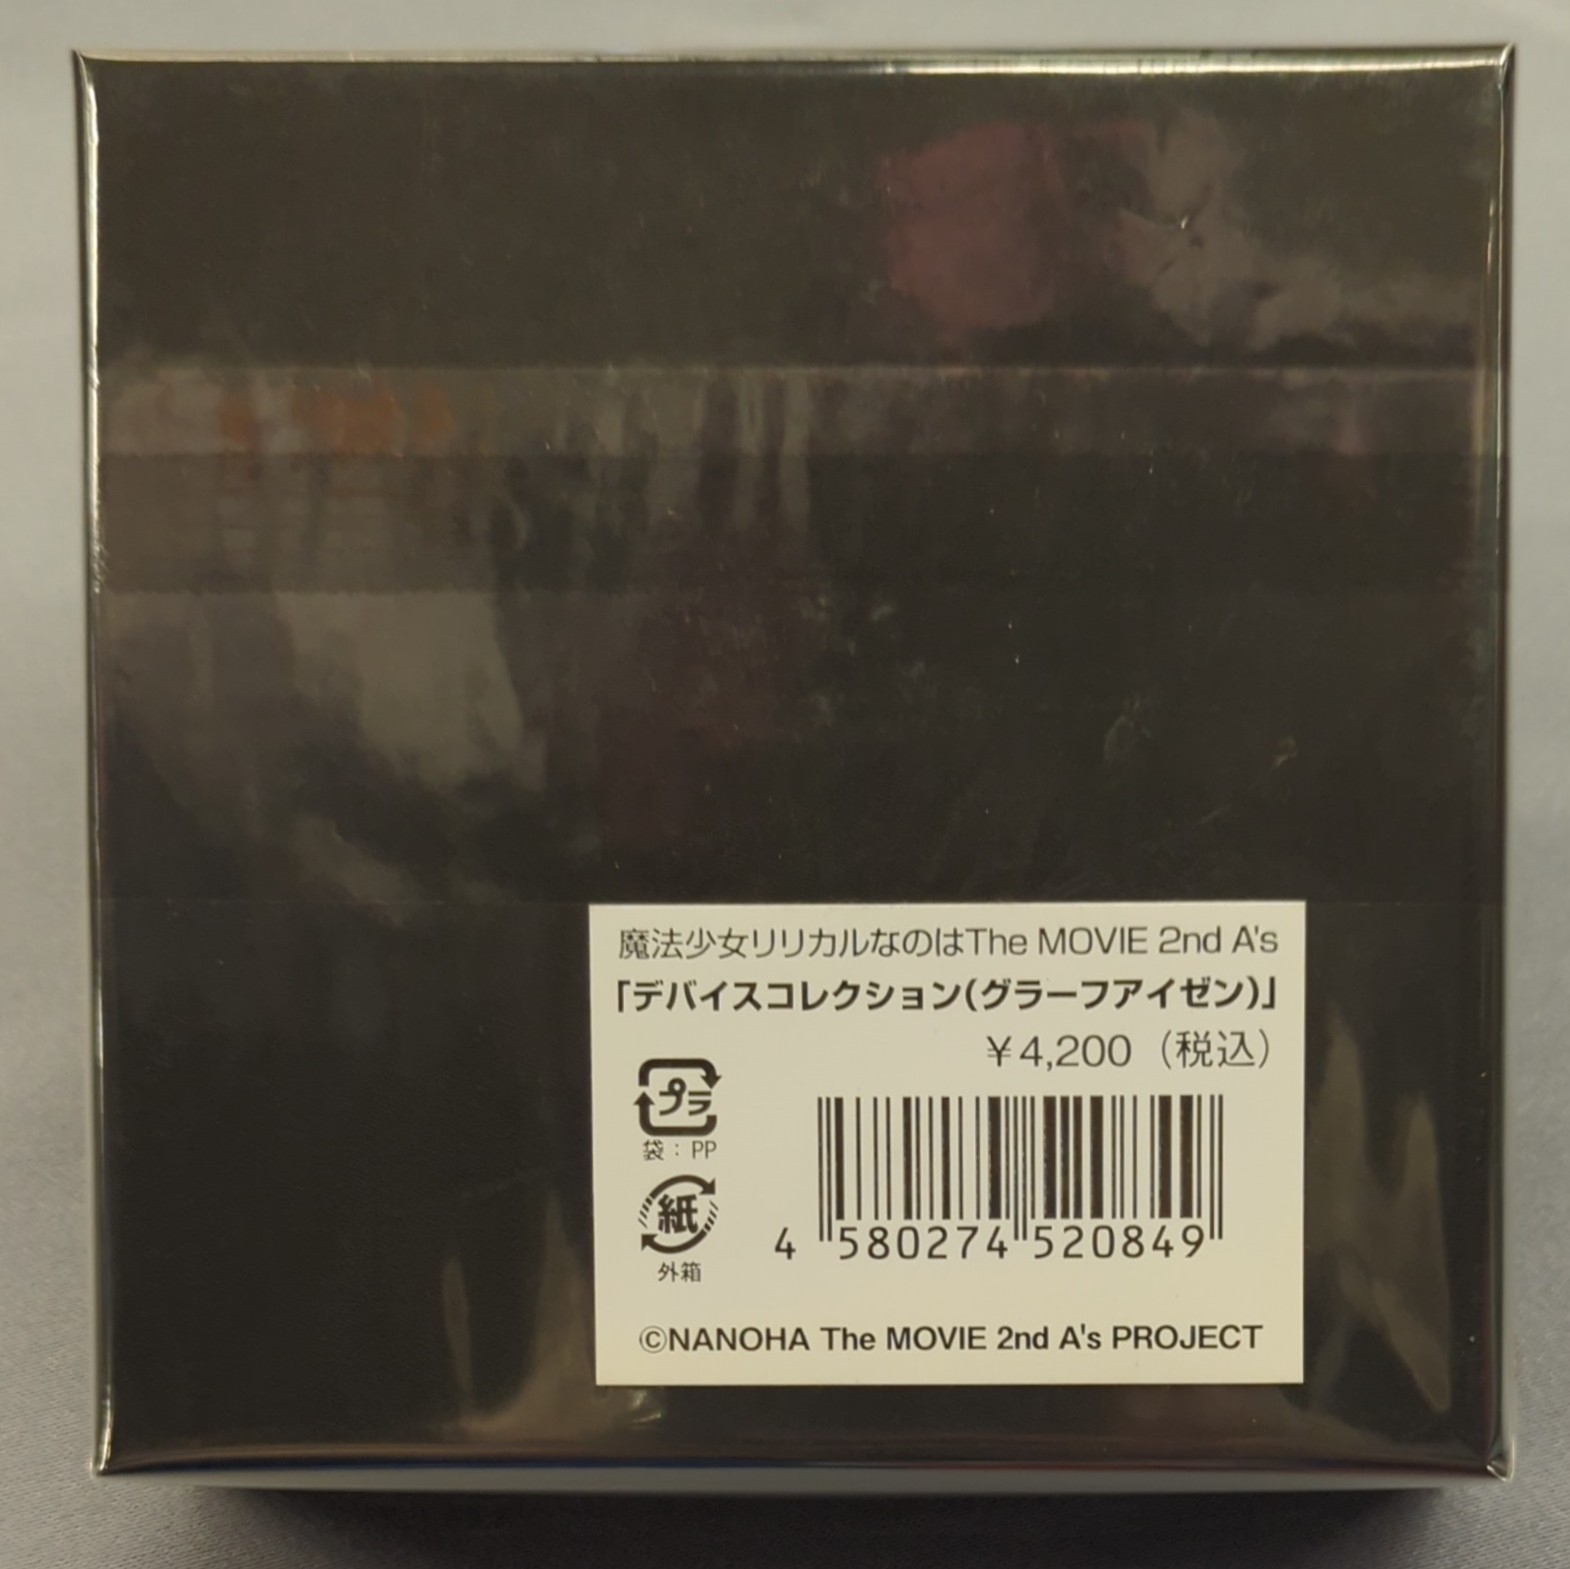 魔法少女リリカルなのはThe MOVIE 2nd A's
「デバイスコレクション(グラーフアイゼン)」
¥4,200（税込）
プラ
袋：PP
紙
外箱
4 580274 520849
©NANOHA The MOVIE 2nd A's PROJECT